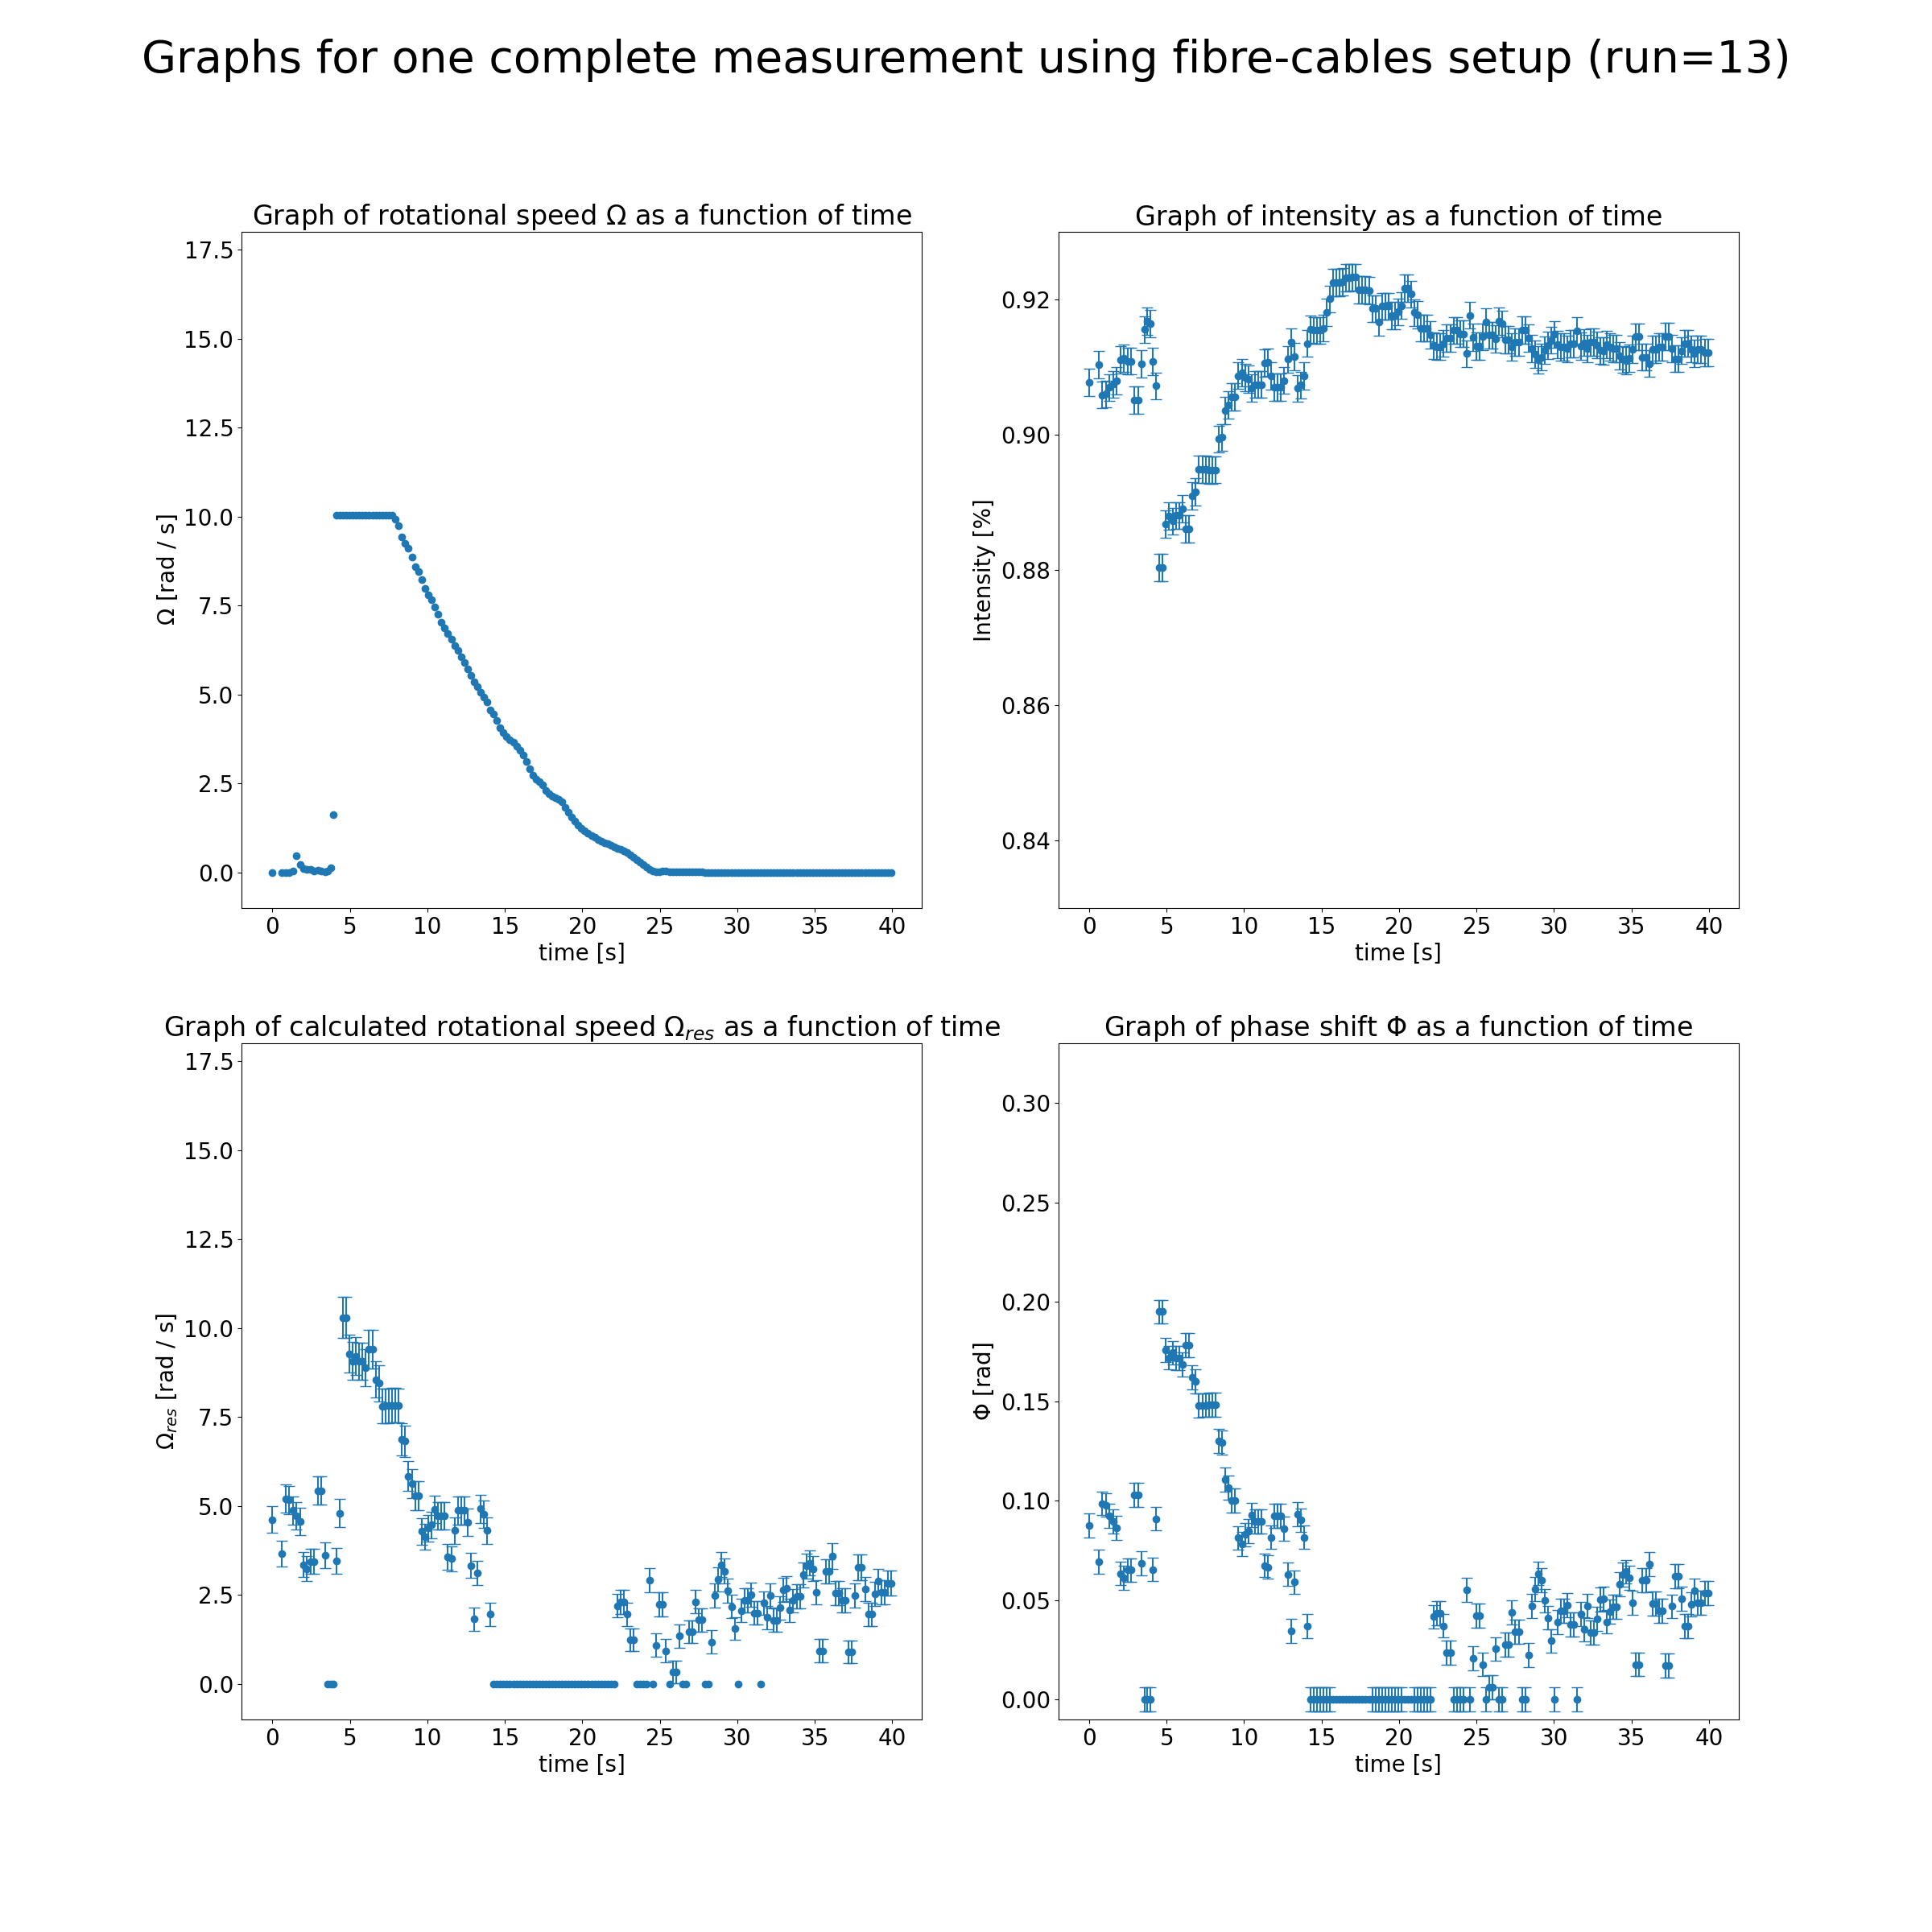 Graphs for one complete measurement using fibre-cables setup (run=13)
Graph of rotational speed Ω as a function of time
17.5
15.0
12.5
10.0
7.5
5.0
2.5
0.0
Ω [rad / s]
0 5 10 15 20 25 30 35 40
time [s]
Graph of intensity as a function of time
0.92
0.90
0.88
0.86
0.84
Intensity [%]
0 5 10 15 20 25 30 35 40
time [s]
Graph of calculated rotational speed Ω_res as a function of time
17.5
15.0
12.5
10.0
7.5
5.0
2.5
0.0
Ω_res [rad / s]
0 5 10 15 20 25 30 35 40
time [s]
Graph of phase shift Φ as a function of time
0.30
0.25
0.20
0.15
0.10
0.05
0.00
Φ [rad]
0 5 10 15 20 25 30 35 40
time [s]